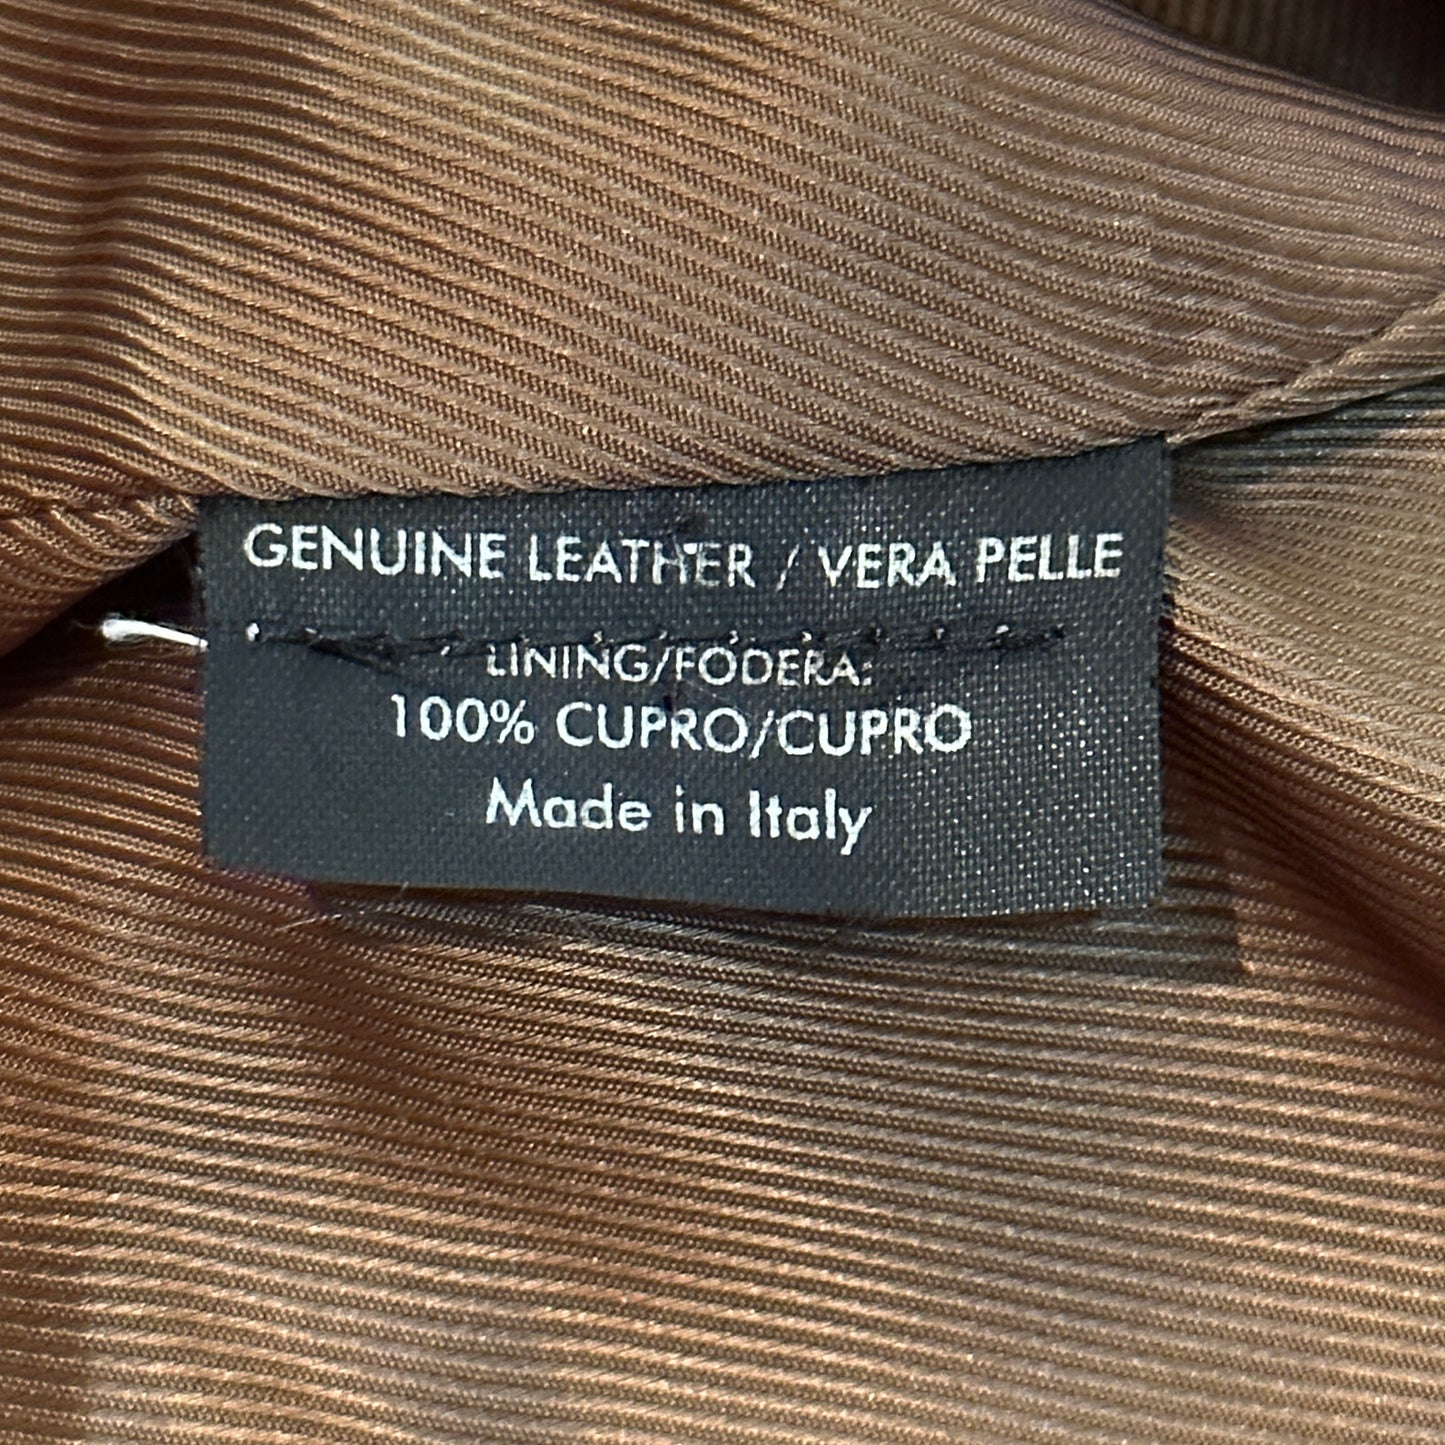 GENUINE LEATHER / VERA PELLE
LINING/FODERA:
100% CUPRO/CUPRO
Made in Italy